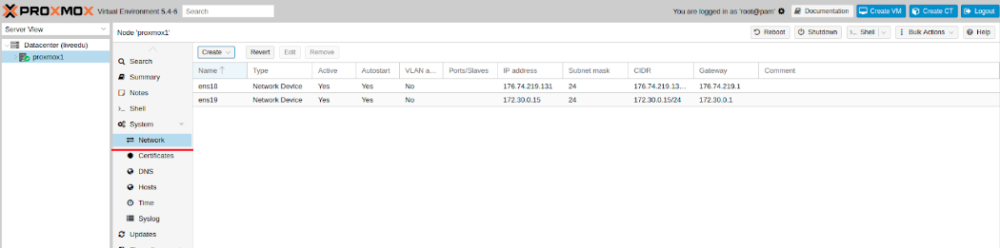 PROXMOX Virtual Environment 5.4-6 Search You are logged in as 'root@pam' Documentation Create VM Create CT Logout
Server View
Node 'proxmox1' Reboot Shutdown >_ Shell Bulk Actions Help
Datacenter (liveedu)
proxmox1
Create Revert Edit Remove
Search
Summary
Notes
>_ Shell
System
Network
Certificates
DNS
Hosts
Time
Syslog
Updates
Name Type Active Autostart VLAN a... Ports/Slaves IP address Subnet mask CIDR Gateway Comment
ens18 Network Device Yes Yes No 176.74.219.131 24 176.74.219.13... 176.74.219.1
ens19 Network Device Yes Yes No 172.30.0.15 24 172.30.0.15/24 172.30.0.1